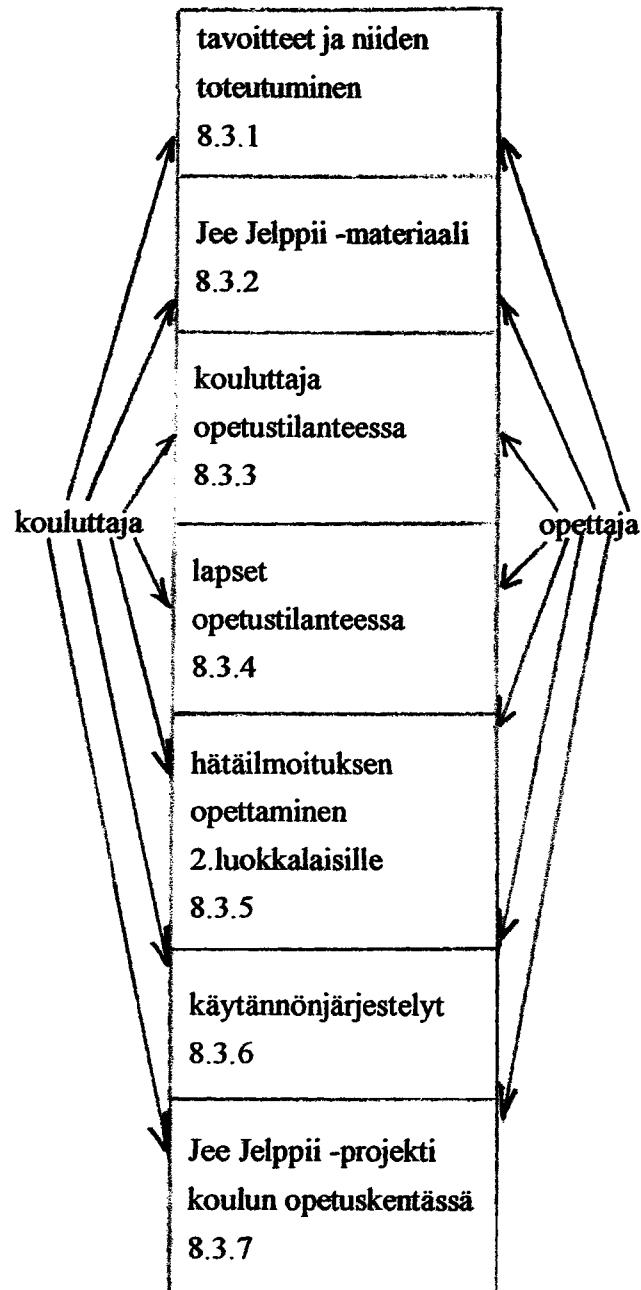 tavoitteet ja niiden
toteutuminen
8.3.1
Jee Jelppii -materiaali
8.3.2
kouluttaja
opetustilanteessa
8.3.3
kouluttaja
opettaja
lapset
opetustilanteessa
8.3.4
hätäilmoituksen
opettaminen
2.luokkalaisille
8.3.5
käytännönjärjestelyt
8.3.6
Jee Jelppii -projekti
koulun opetuskentässä
8.3.7